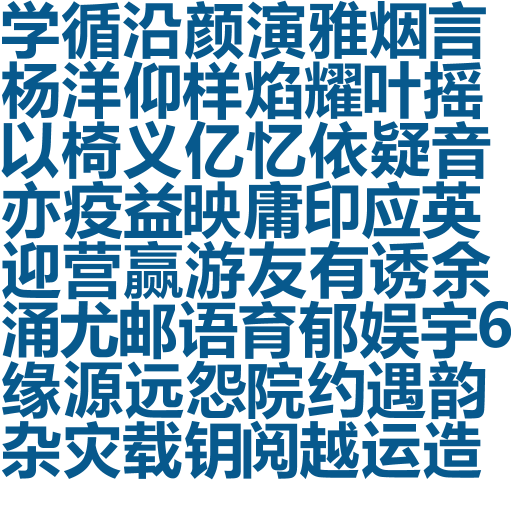 学循沿颜演雅烟言
杨洋仰样焰耀叶摇
以椅义亿忆依疑音
亦疫益映庸印应英
迎营赢游友有诱余
涌尤邮语育郁娱宇6
缘源远怨院约遇韵
杂灾载钥阅越运造